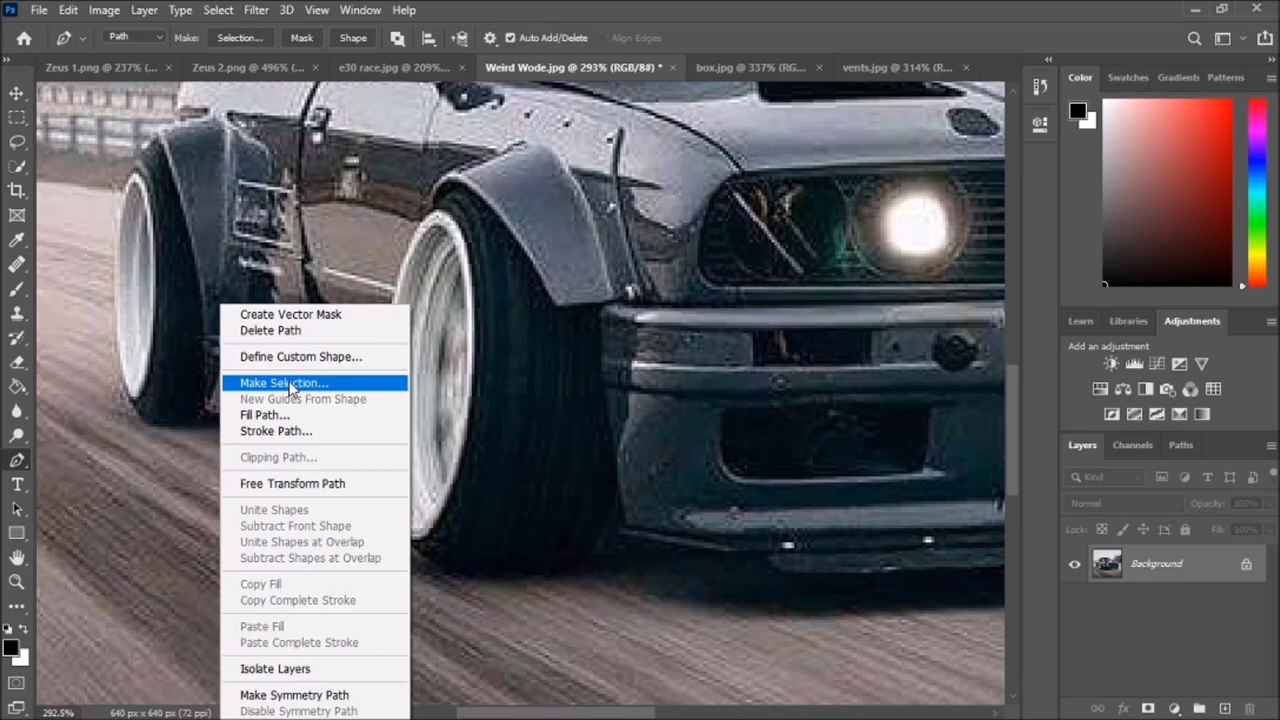 Ps File Edit Image Layer Type Select Filter 3D View Window Help
Path Make: Selection... Mask Shape Auto Add/Delete Align Edges
Zeus 1.png @ 237% (... × Zeus 2.png @ 496% (... × e30 race.jpg @ 209%... × Weird Wode.jpg @ 293% (RGB/8#) * × box.jpg @ 337% (RG... × vents.jpg @ 314% (R... ×
Color Swatches Gradients Patterns
Create Vector Mask
Delete Path
Define Custom Shape...
Make Selection...
New Guides From Shape
Fill Path...
Stroke Path...
Clipping Path...
Free Transform Path
Unite Shapes
Subtract Front Shape
Unite Shapes at Overlap
Subtract Shapes at Overlap
Copy Fill
Copy Complete Stroke
Paste Fill
Paste Complete Stroke
Isolate Layers
Make Symmetry Path
Disable Symmetry Path
Learn Libraries Adjustments
Add an adjustment
Layers Channels Paths
Kind
Normal Opacity: 100%
Lock: Fill: 100%
Background
292.5% 640 px x 640 px (72 ppi)